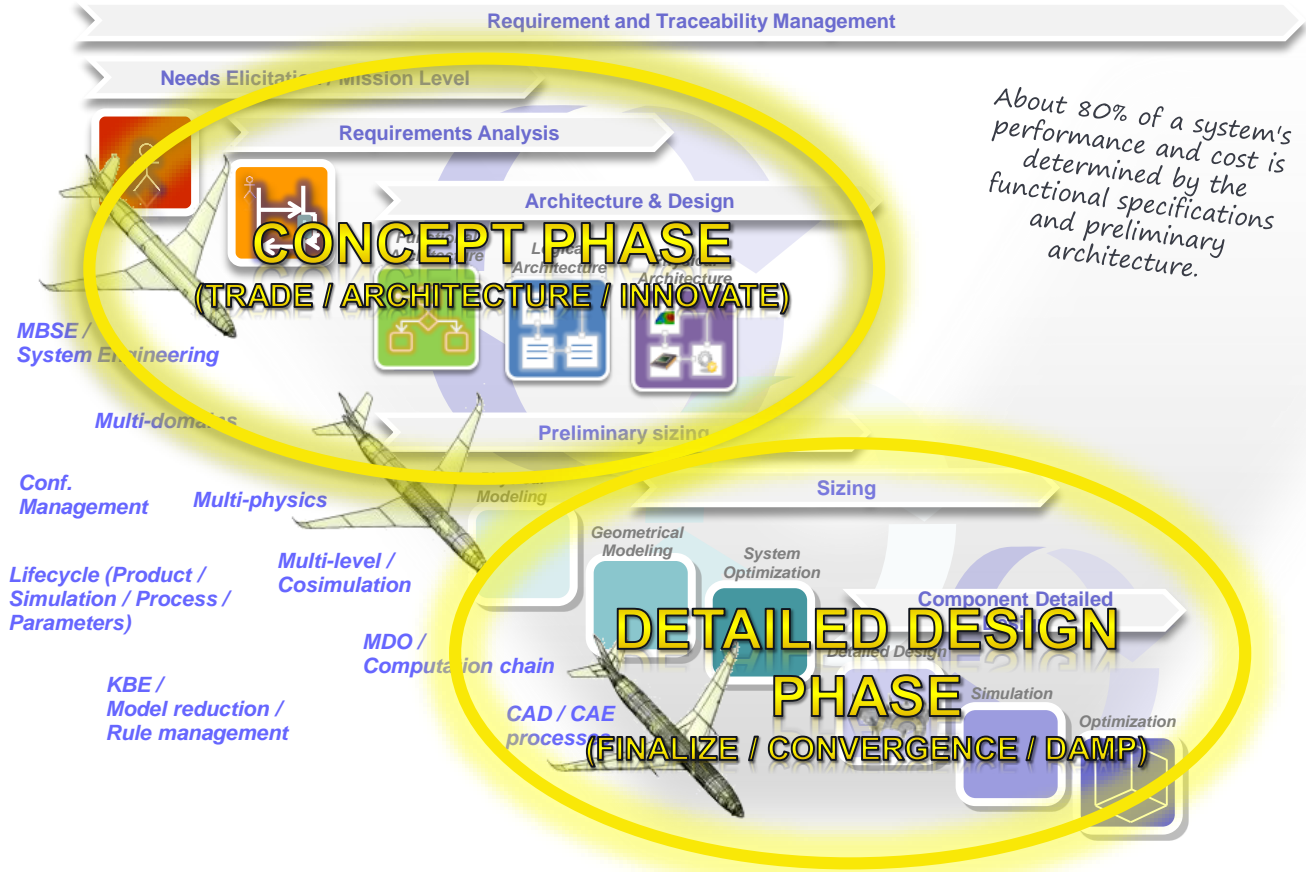 Requirement and Traceability Management
Needs Elicitation / Mission Level
Requirements Analysis
Architecture & Design
About 80% of a system's
performance and cost is
determined by the
functional specifications
and preliminary
architecture.
CONCEPT PHASE
(TRADE / ARCHITECTURE / INNOVATE)
Logical
Architecture
Architecture
MBSE /
System Engineering
Multi-domains
Preliminary sizing
Conf.
Management
Multi-physics
Modeling
Sizing
Geometrical
Modeling
System
Optimization
Multi-level /
Cosimulation
Lifecycle (Product /
Simulation / Process /
Parameters)
Component Detailed
MDO /
Computation chain
DETAILED DESIGN
PHASE
(FINALIZE / CONVERGENCE / DAMP)
Detailed Design
KBE /
Model reduction /
Rule management
CAD / CAE
processes
Simulation
Optimization